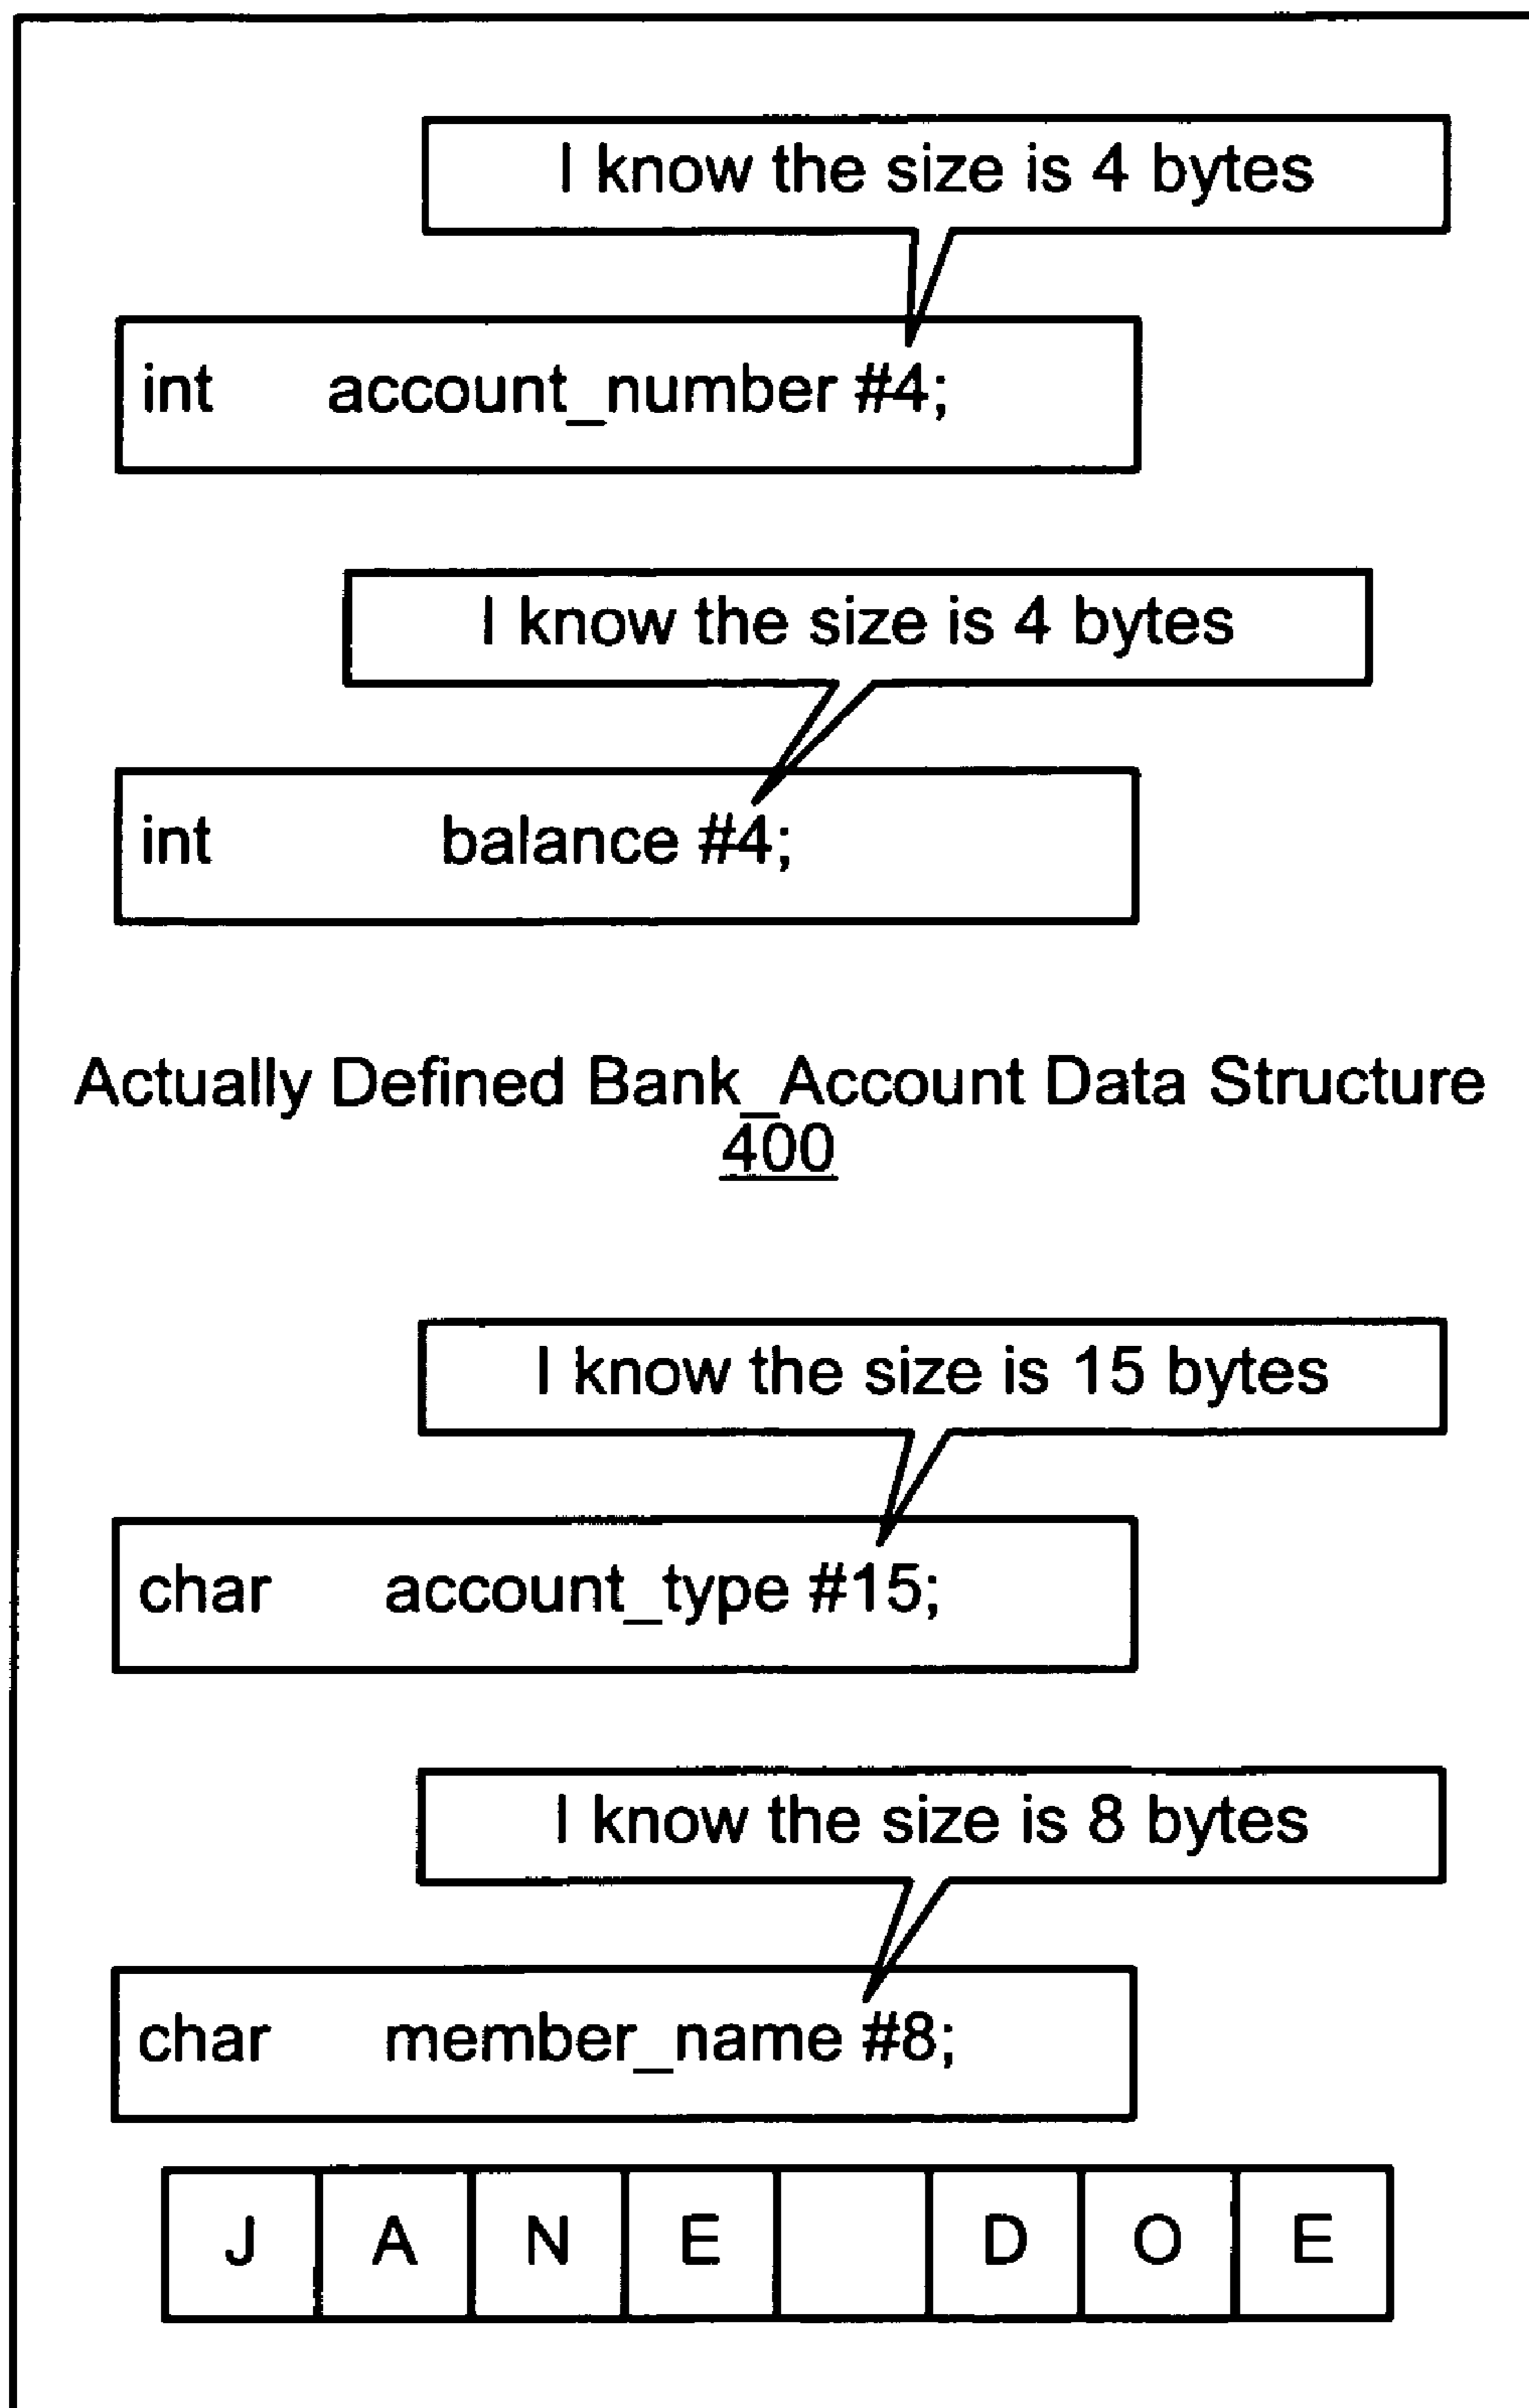 I know the size is 4 bytes
int account_number #4;
I know the size is 4 bytes
int balance #4;
Actually Defined Bank_Account Data Structure
400
I know the size is 15 bytes
char account_type #15;
I know the size is 8 bytes
char member_name #8;
J A N E D O E